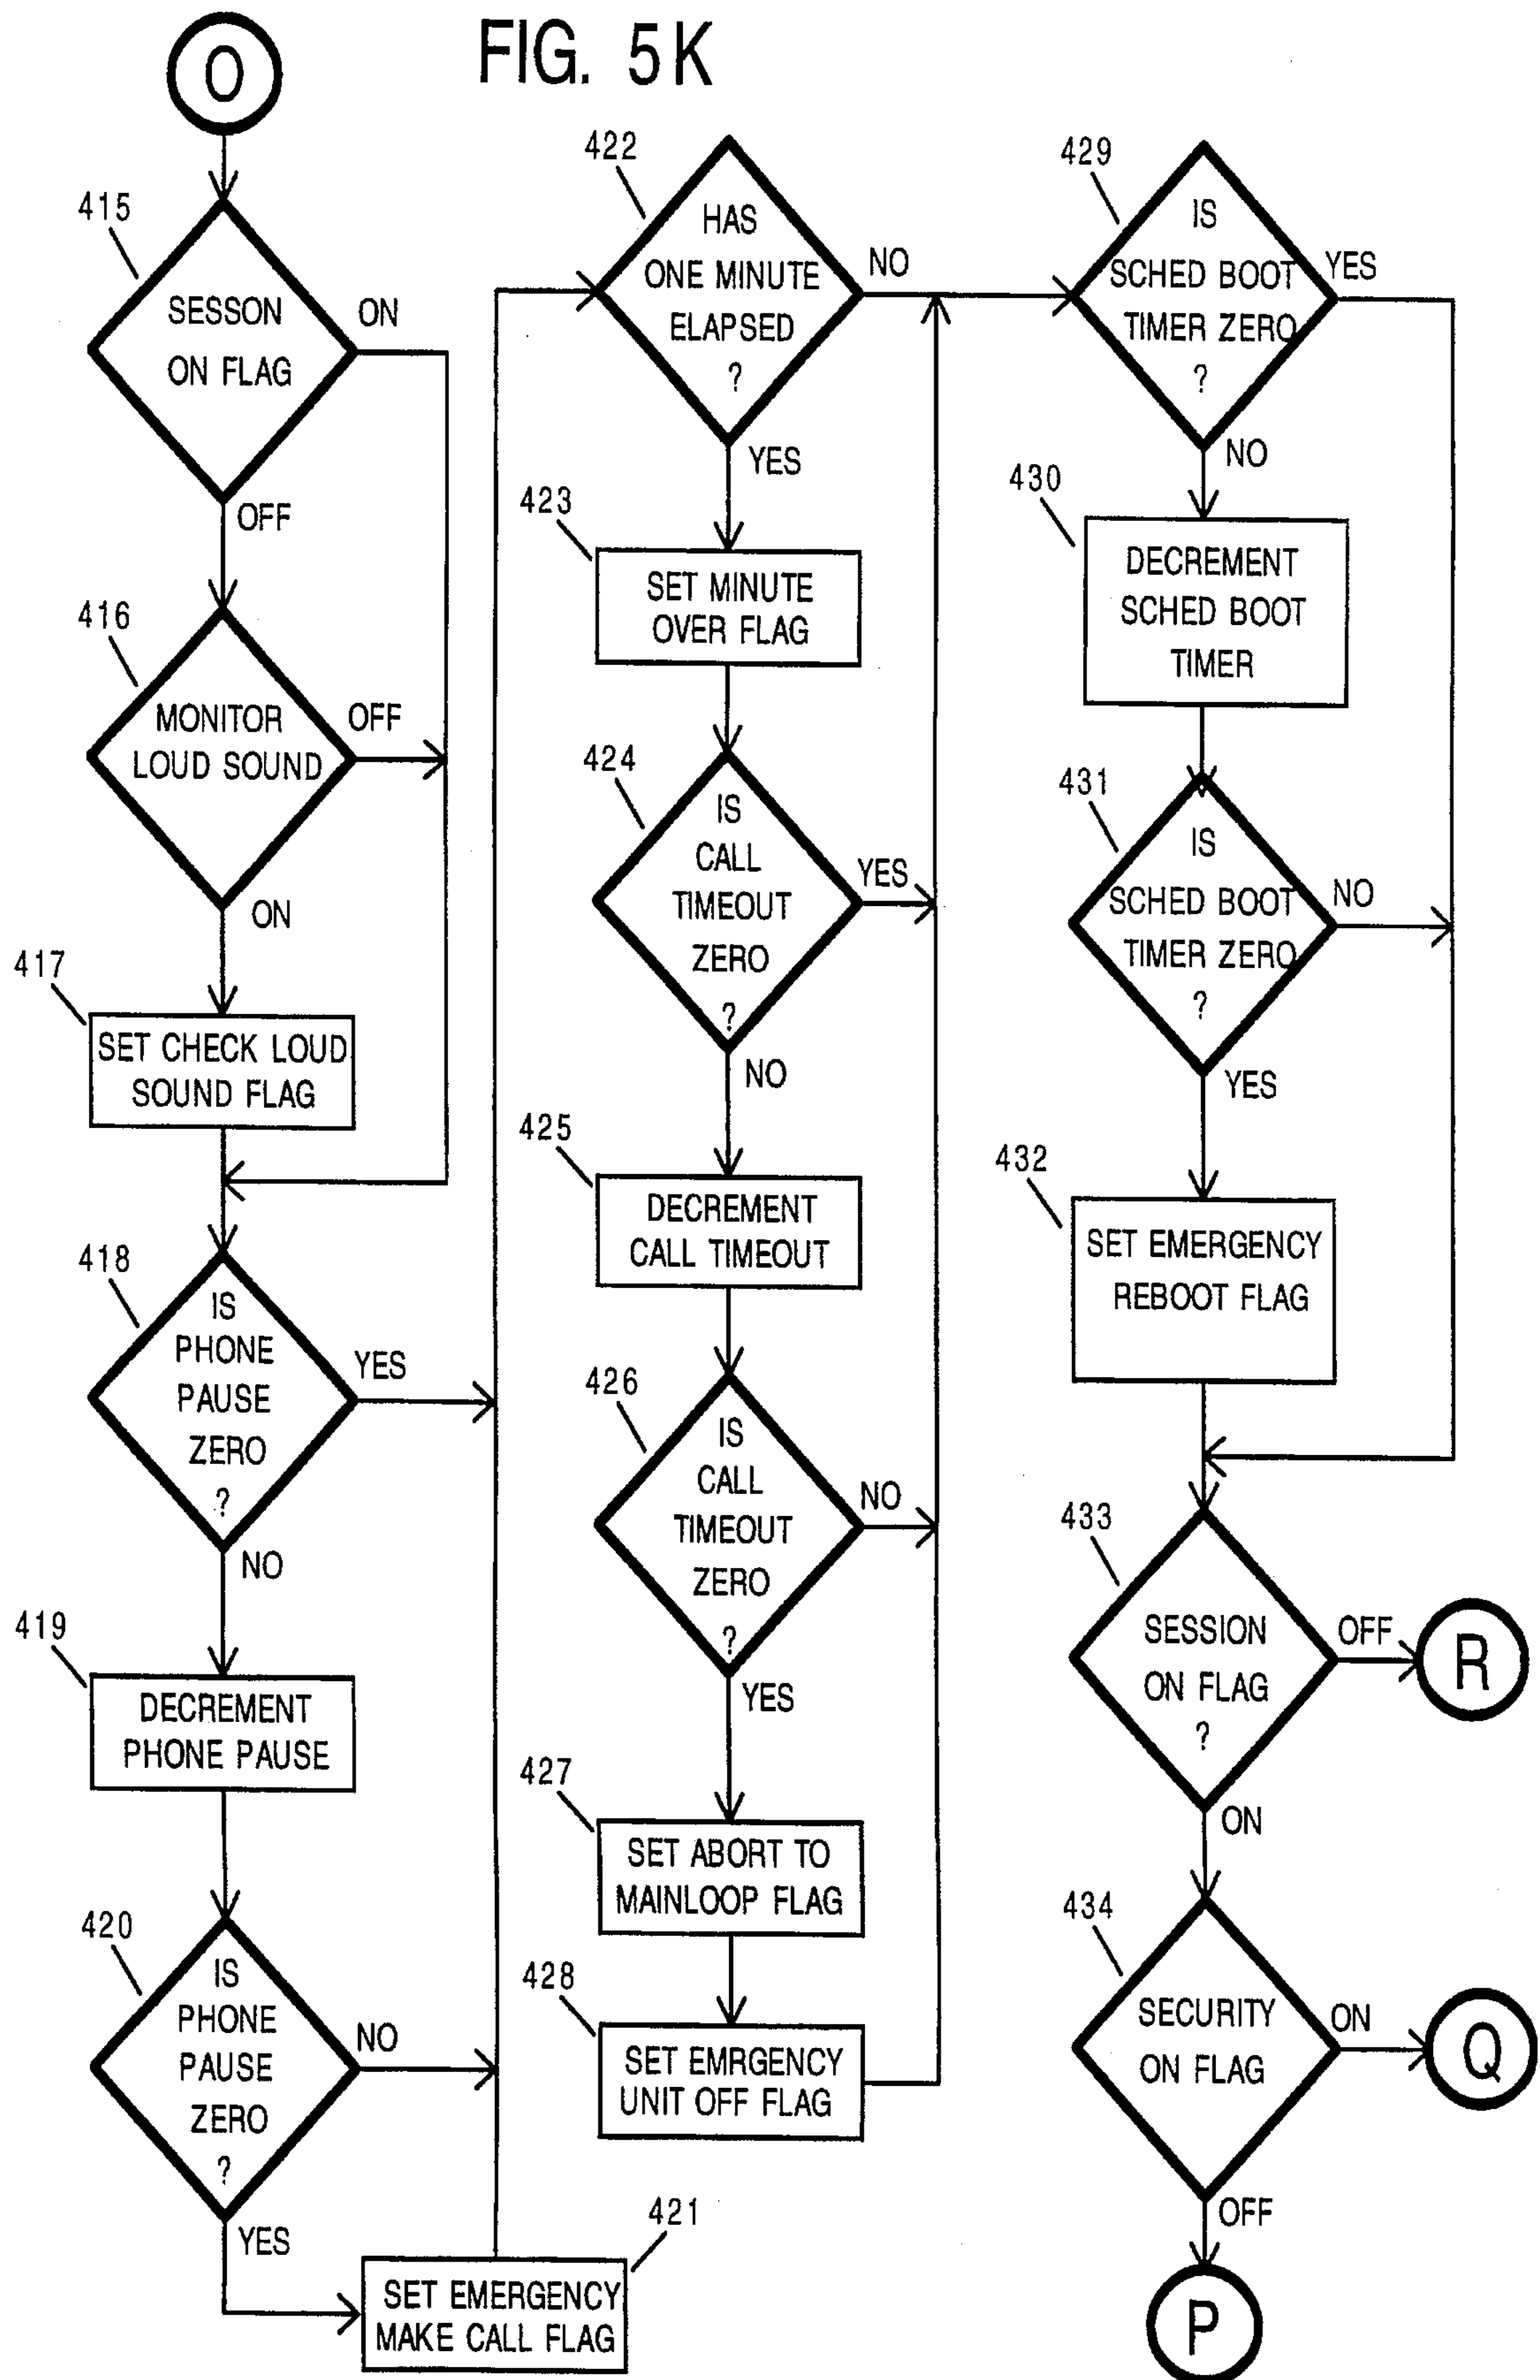 FIG. 5K
O
415
SESSON
ON FLAG
ON
OFF
416
MONITOR
LOUD SOUND
OFF
ON
417
SET CHECK LOUD
SOUND FLAG
418
IS
PHONE
PAUSE
ZERO
?
YES
NO
419
DECREMENT
PHONE PAUSE
420
IS
PHONE
PAUSE
ZERO
?
NO
YES
421
SET EMERGENCY
MAKE CALL FLAG
422
HAS
ONE MINUTE
ELAPSED
?
NO
YES
423
SET MINUTE
OVER FLAG
424
IS
CALL
TIMEOUT
ZERO
?
YES
NO
425
DECREMENT
CALL TIMEOUT
426
IS
CALL
TIMEOUT
ZERO
?
NO
YES
427
SET ABORT TO
MAINLOOP FLAG
428
SET EMRGENCY
UNIT OFF FLAG
429
IS
SCHED BOOT
TIMER ZERO
?
YES
NO
430
DECREMENT
SCHED BOOT
TIMER
431
IS
SCHED BOOT
TIMER ZERO
?
NO
YES
432
SET EMERGENCY
REBOOT FLAG
433
SESSION
ON FLAG
?
OFF
R
ON
434
SECURITY
ON FLAG
ON
Q
OFF
P